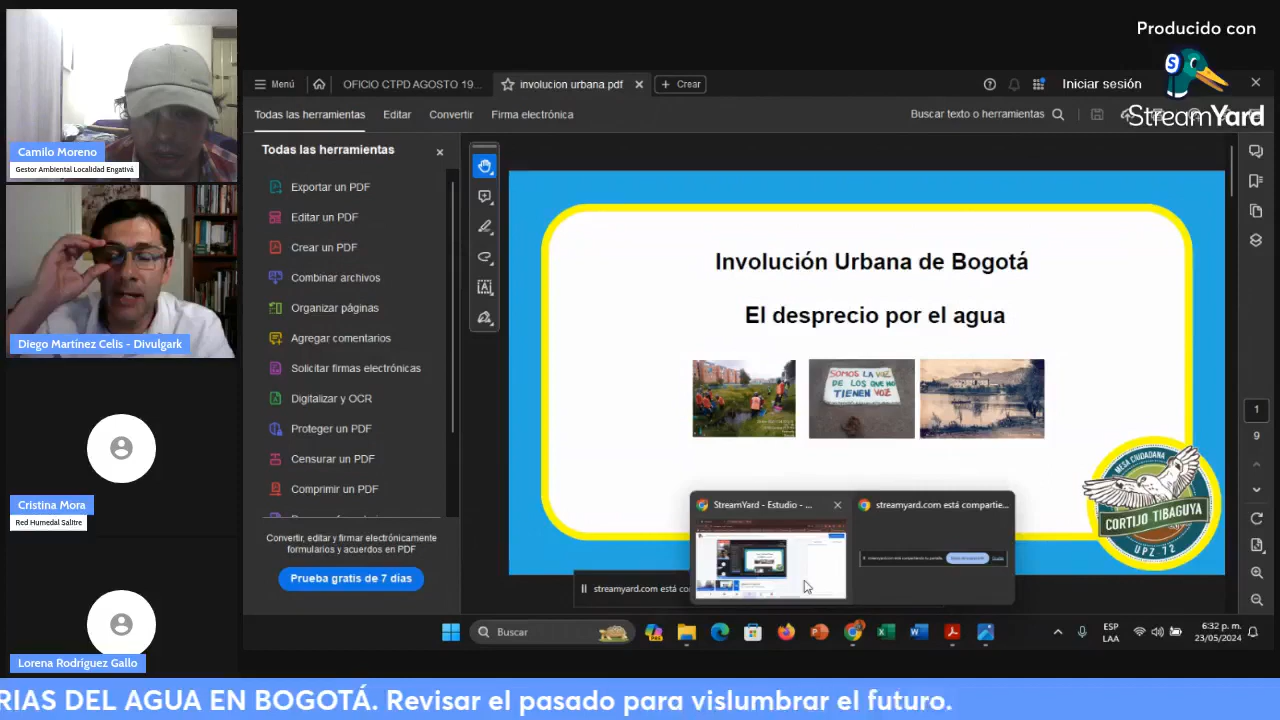 Producido con
StreamYard
Camilo Moreno
Gestor Ambiental Localidad Engativá
Diego Martínez Celis - Divulgark
Cristina Mora
Red Humedal Salitre
Lorena Rodríguez Gallo
Menú
OFICIO CTPD AGOSTO 19...
involucion urbana pdf
Crear
Iniciar sesión
Todas las herramientas
Editar
Convertir
Firma electrónica
Buscar texto o herramientas
Todas las herramientas
Exportar un PDF
Editar un PDF
Crear un PDF
Combinar archivos
Organizar páginas
Agregar comentarios
Solicitar firmas electrónicas
Digitalizar y OCR
Proteger un PDF
Censurar un PDF
Comprimir un PDF
Convertir, editar y firmar electrónicamente
formularios y acuerdos en PDF
Prueba gratis de 7 días
Involución Urbana de Bogotá
El desprecio por el agua
SOMOS LA VOZ
DE LOS QUE NO
TIENEN VOZ
MESA CIUDADANA
CORTIJO TIBAGUYA
UPZ 72
1
9
StreamYard - Estudio - ...
streamyard.com está compartie...
streamyard.com está co
Buscar
ESP
LAA
6:32 p. m.
23/05/2024
RIAS DEL AGUA EN BOGOTÁ. Revisar el pasado para vislumbrar el futuro.